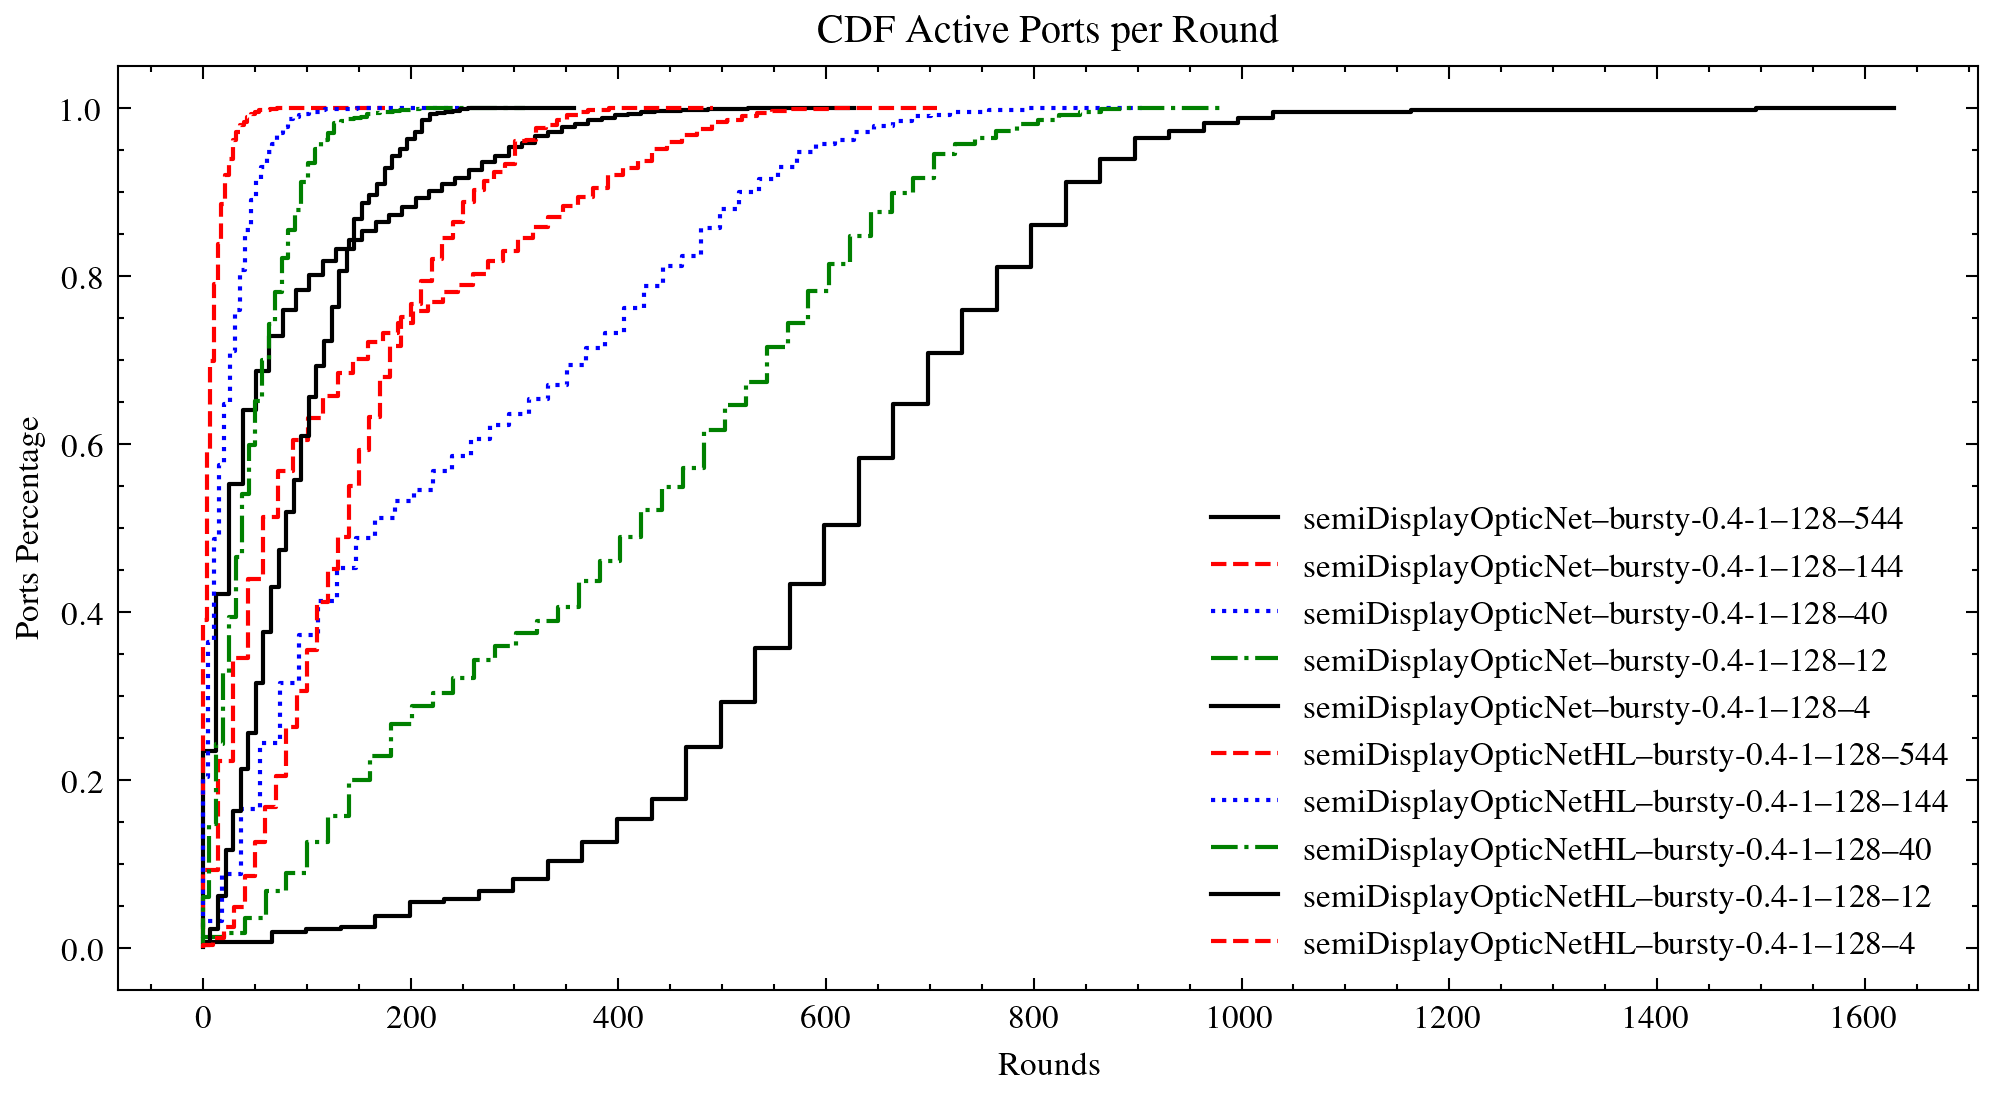 CDF Active Ports per Round
Ports Percentage
1.0
0.8
0.6
0.4
0.2
0.0
semiDisplayOpticNet–bursty-0.4-1–128–544
semiDisplayOpticNet–bursty-0.4-1–128–144
semiDisplayOpticNet–bursty-0.4-1–128–40
semiDisplayOpticNet–bursty-0.4-1–128–12
semiDisplayOpticNet–bursty-0.4-1–128–4
semiDisplayOpticNetHL–bursty-0.4-1–128–544
semiDisplayOpticNetHL–bursty-0.4-1–128–144
semiDisplayOpticNetHL–bursty-0.4-1–128–40
semiDisplayOpticNetHL–bursty-0.4-1–128–12
semiDisplayOpticNetHL–bursty-0.4-1–128–4
0 200 400 600 800 1000 1200 1400 1600
Rounds